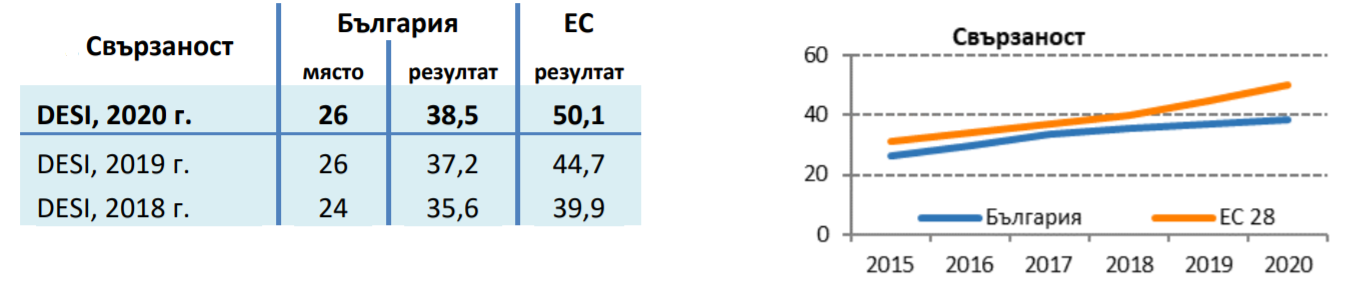 Свързаност България ЕС
място резултат резултат
DESI, 2020 г. 26 38,5 50,1
DESI, 2019 г. 26 37,2 44,7
DESI, 2018 г. 24 35,6 39,9
Свързаност
60
40
20
0
България ЕС 28
2015 2016 2017 2018 2019 2020